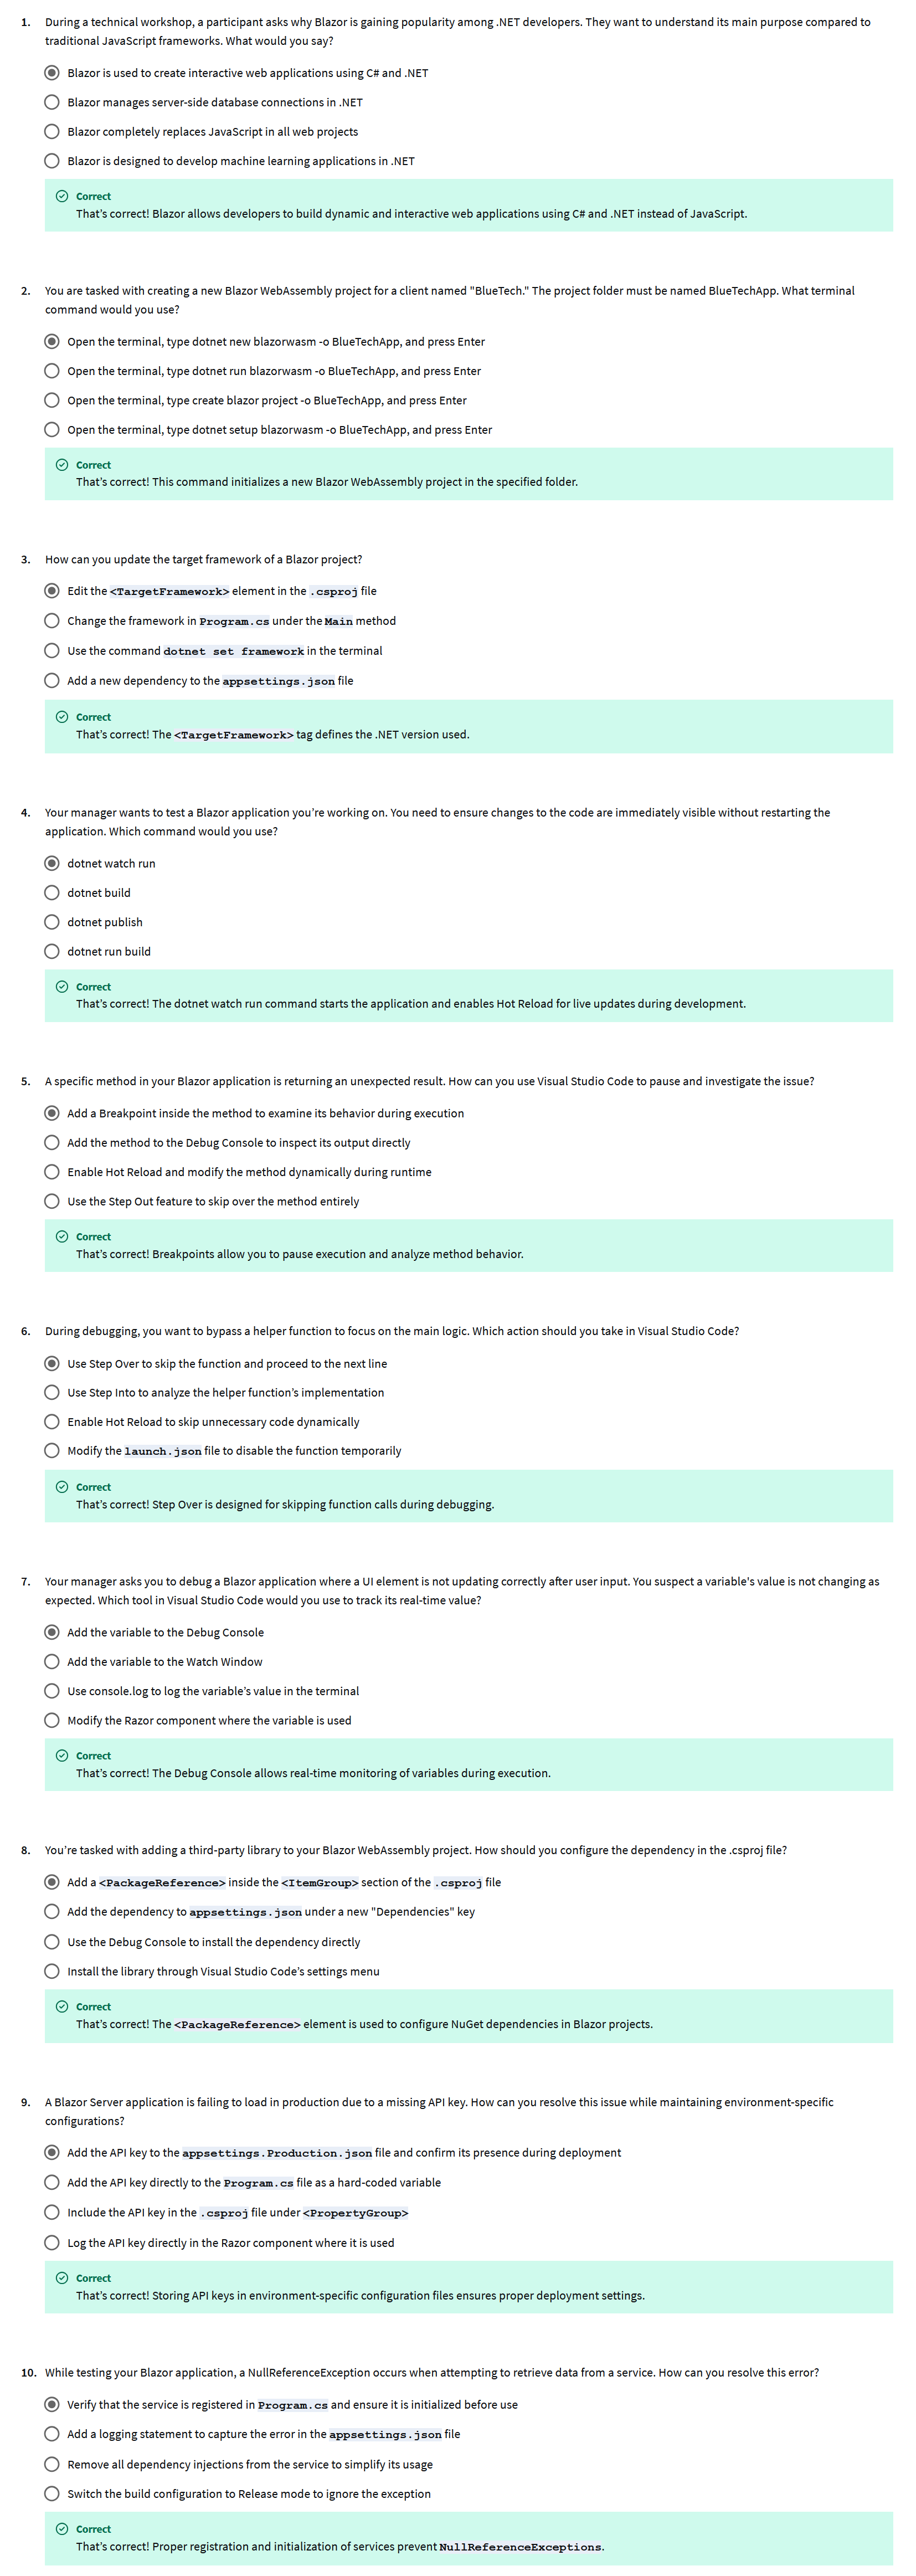 1. During a technical workshop, a participant asks why Blazor is gaining popularity among .NET developers. They want to understand its main purpose compared to
traditional JavaScript frameworks. What would you say?
Blazor is used to create interactive web applications using C# and .NET
Blazor manages server-side database connections in .NET
Blazor completely replaces JavaScript in all web projects
Blazor is designed to develop machine learning applications in .NET
Correct
That's correct! Blazor allows developers to build dynamic and interactive web applications using C# and .NET instead of JavaScript.
2. You are tasked with creating a new Blazor WebAssembly project for a client named "BlueTech." The project folder must be named BlueTechApp. What terminal
command would you use?
Open the terminal, type dotnet new blazorwasm -o BlueTechApp, and press Enter
Open the terminal, type dotnet run blazorwasm -o BlueTechApp, and press Enter
Open the terminal, type create blazor project -o BlueTechApp, and press Enter
Open the terminal, type dotnet setup blazorwasm -o BlueTechApp, and press Enter
Correct
That's correct! This command initializes a new Blazor WebAssembly project in the specified folder.
3. How can you update the target framework of a Blazor project?
Edit the <TargetFramework> element in the .csproj file
Change the framework in Program.cs under the Main method
Use the command dotnet set framework in the terminal
Add a new dependency to the appsettings.json file
Correct
That's correct! The <TargetFramework> tag defines the .NET version used.
4. Your manager wants to test a Blazor application you're working on. You need to ensure changes to the code are immediately visible without restarting the
application. Which command would you use?
dotnet watch run
dotnet build
dotnet publish
dotnet run build
Correct
That's correct! The dotnet watch run command starts the application and enables Hot Reload for live updates during development.
5. A specific method in your Blazor application is returning an unexpected result. How can you use Visual Studio Code to pause and investigate the issue?
Add a Breakpoint inside the method to examine its behavior during execution
Add the method to the Debug Console to inspect its output directly
Enable Hot Reload and modify the method dynamically during runtime
Use the Step Out feature to skip over the method entirely
Correct
That's correct! Breakpoints allow you to pause execution and analyze method behavior.
6. During debugging, you want to bypass a helper function to focus on the main logic. Which action should you take in Visual Studio Code?
Use Step Over to skip the function and proceed to the next line
Use Step Into to analyze the helper function's implementation
Enable Hot Reload to skip unnecessary code dynamically
Modify the launch.json file to disable the function temporarily
Correct
That's correct! Step Over is designed for skipping function calls during debugging.
7. Your manager asks you to debug a Blazor application where a UI element is not updating correctly after user input. You suspect a variable's value is not changing as
expected. Which tool in Visual Studio Code would you use to track its real-time value?
Add the variable to the Debug Console
Add the variable to the Watch Window
Use console.log to log the variable's value in the terminal
Modify the Razor component where the variable is used
Correct
That's correct! The Debug Console allows real-time monitoring of variables during execution.
8. You're tasked with adding a third-party library to your Blazor WebAssembly project. How should you configure the dependency in the .csproj file?
Add a <PackageReference> inside the <ItemGroup> section of the .csproj file
Add the dependency to appsettings.json under a new "Dependencies" key
Use the Debug Console to install the dependency directly
Install the library through Visual Studio Code's settings menu
Correct
That's correct! The <PackageReference> element is used to configure NuGet dependencies in Blazor projects.
9. A Blazor Server application is failing to load in production due to a missing API key. How can you resolve this issue while maintaining environment-specific
configurations?
Add the API key to the appsettings.Production.json file and confirm its presence during deployment
Add the API key directly to the Program.cs file as a hard-coded variable
Include the API key in the .csproj file under <PropertyGroup>
Log the API key directly in the Razor component where it is used
Correct
That's correct! Storing API keys in environment-specific configuration files ensures proper deployment settings.
10. While testing your Blazor application, a NullReferenceException occurs when attempting to retrieve data from a service. How can you resolve this error?
Verify that the service is registered in Program.cs and ensure it is initialized before use
Add a logging statement to capture the error in the appsettings.json file
Remove all dependency injections from the service to simplify its usage
Switch the build configuration to Release mode to ignore the exception
Correct
That's correct! Proper registration and initialization of services prevent NullReferenceExceptions.